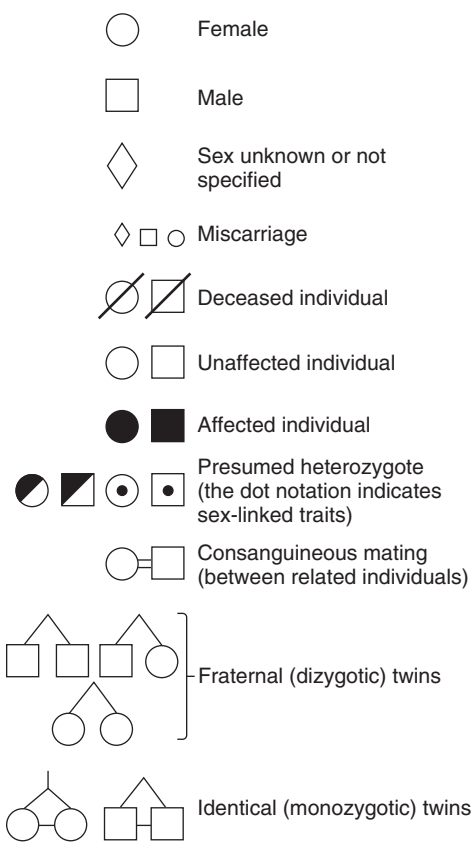 Female
Male
Sex unknown or not
specified
Miscarriage
Deceased individual
Unaffected individual
Affected individual
Presumed heterozygote
(the dot notation indicates
sex-linked traits)
Consanguineous mating
(between related individuals)
Fraternal (dizygotic) twins
Identical (monozygotic) twins